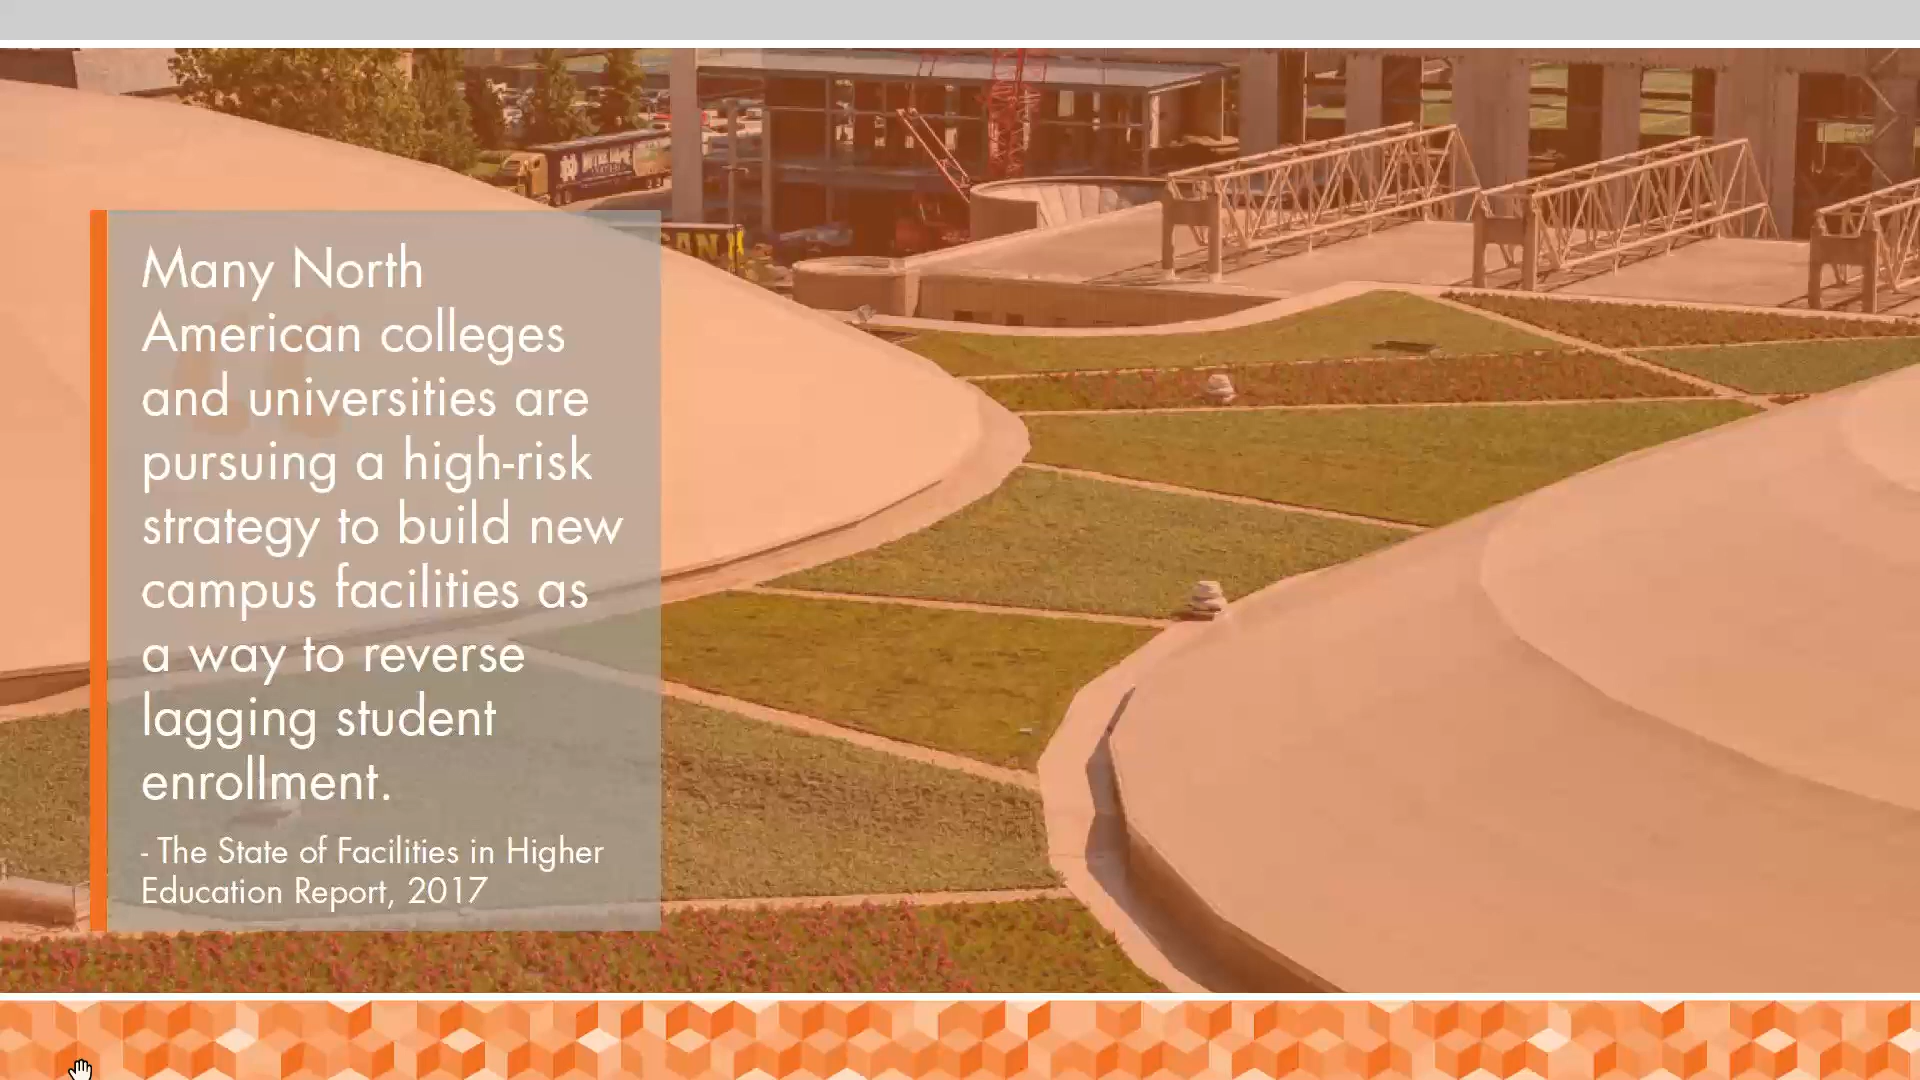 Many North
American colleges
and universities are
pursuing a high-risk
strategy to build new
campus facilities as
a way to reverse
lagging student
enrollment.
- The State of Facilities in Higher
Education Report, 2017